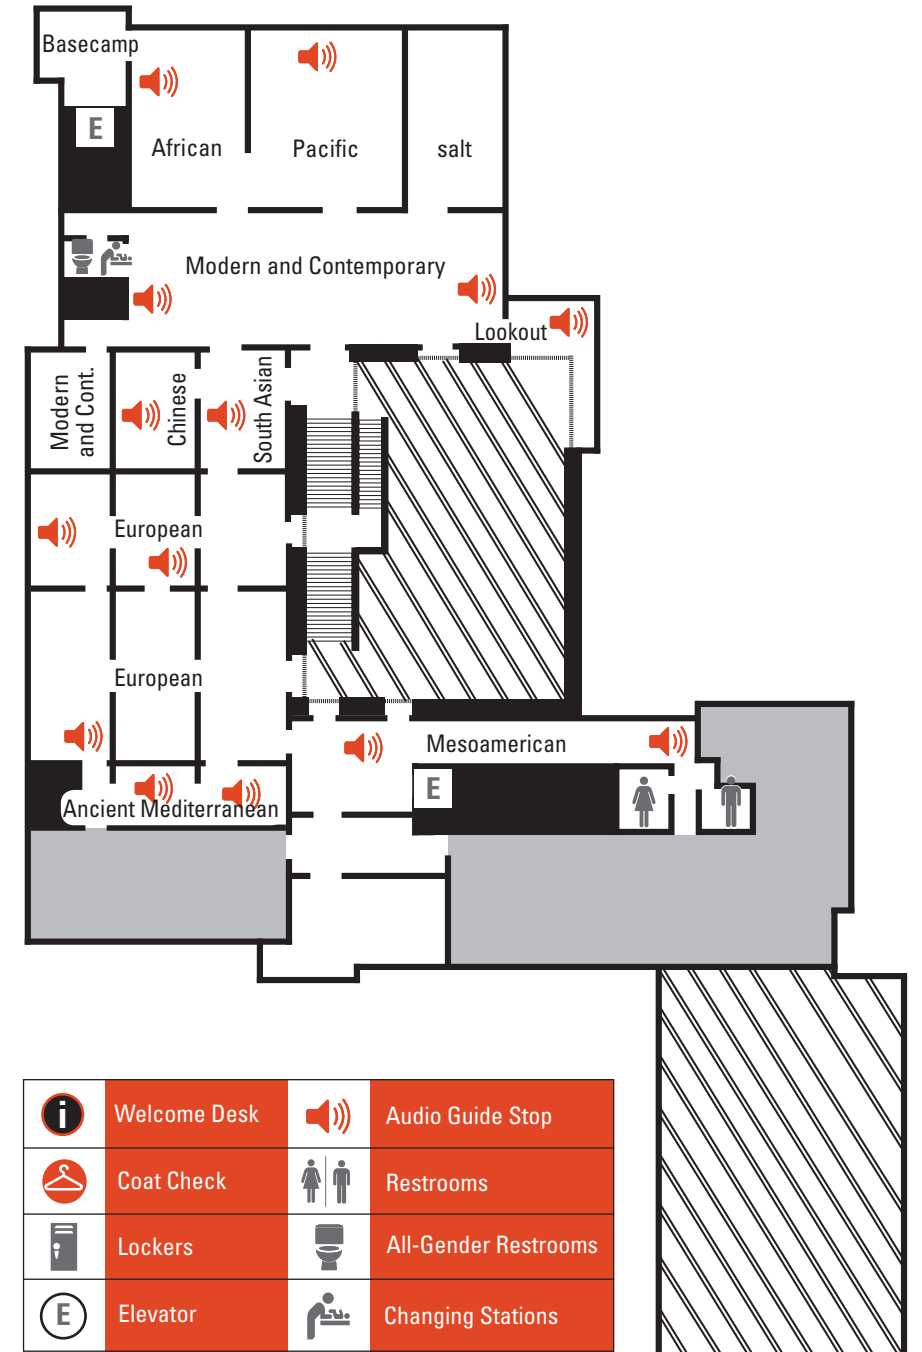 Basecamp
E
African
Pacific
salt
Modern and Contemporary
Lookout
Modern
and Cont.
Chinese
South Asian
European
European
Mesoamerican
E
Ancient Mediterranean
i
Welcome Desk
Audio Guide Stop
Coat Check
Restrooms
Lockers
All-Gender Restrooms
E
Elevator
Changing Stations